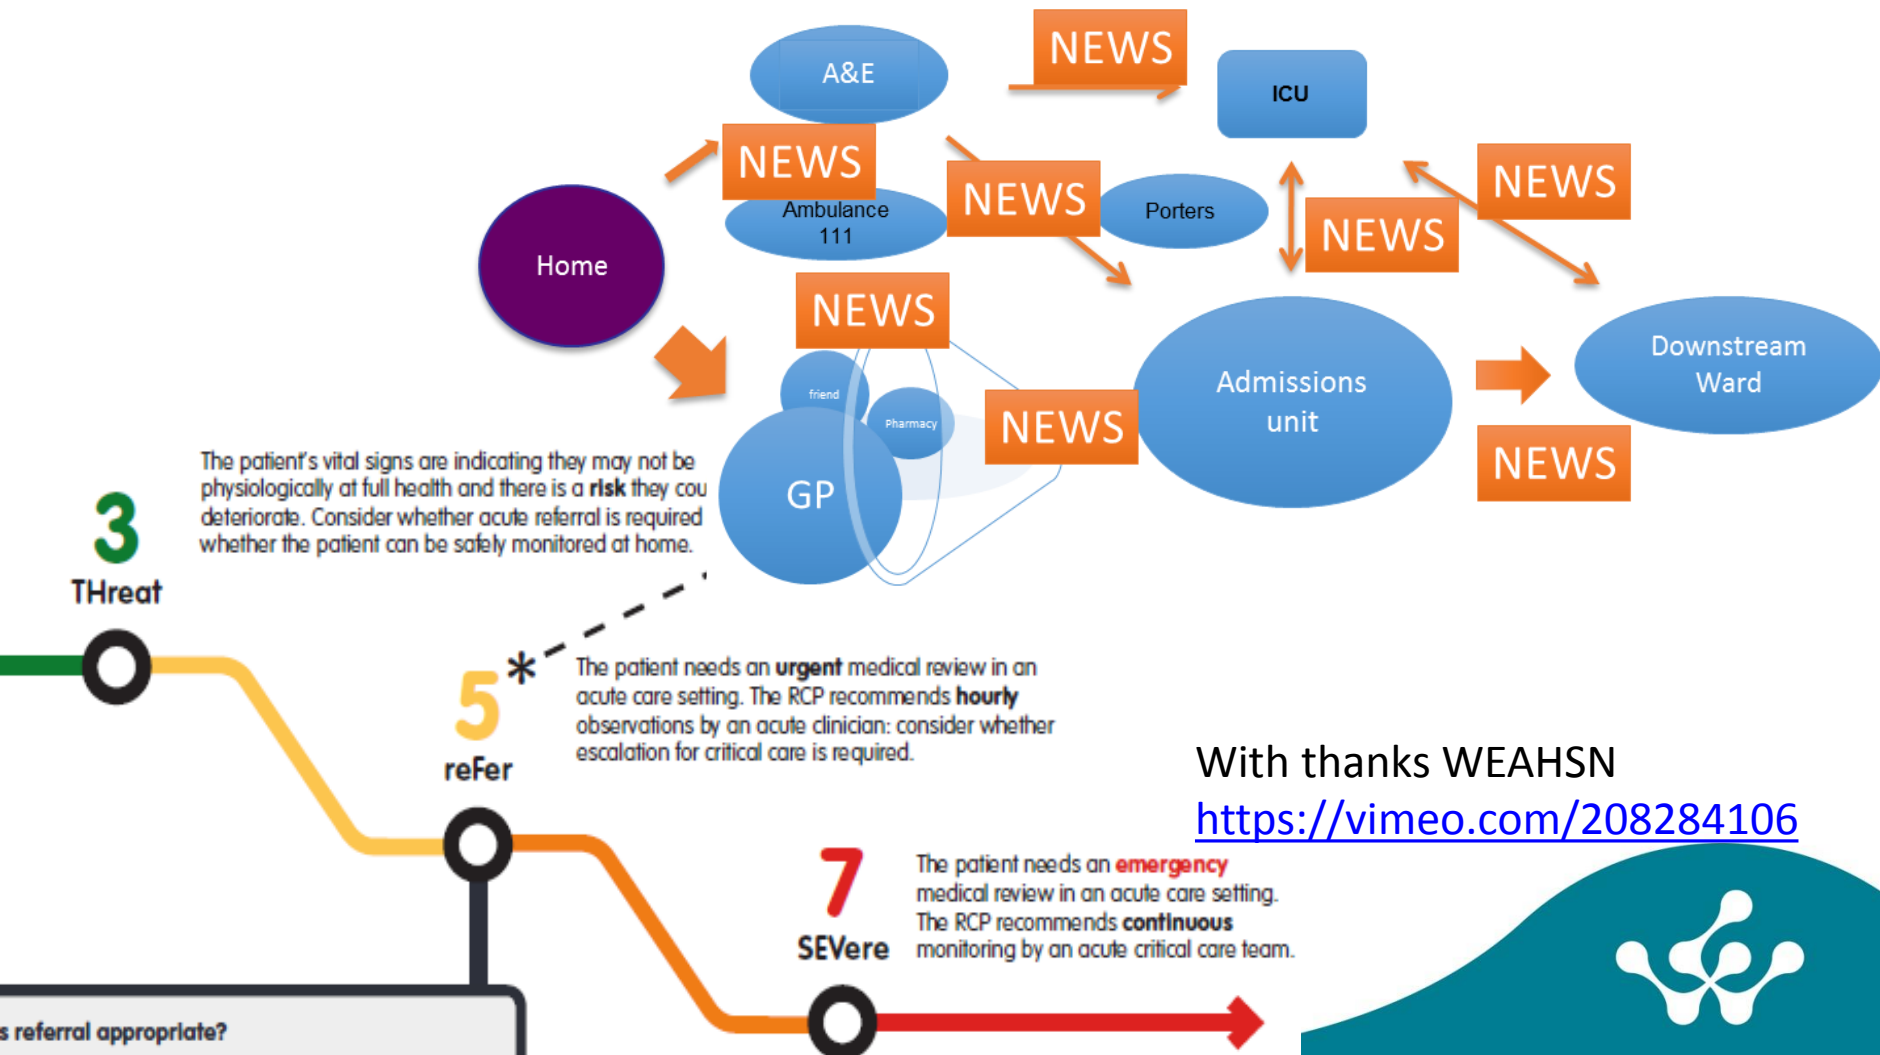 NEWS
A&E
ICU
NEWS
NEWS
NEWS
Ambulance
111
Porters
NEWS
Home
NEWS
friend
Pharmacy
GP
NEWS
Admissions
unit
Downstream
Ward
NEWS
The patient's vital signs are indicating they may not be
physiologically at full health and there is a risk they cou
deteriorate. Consider whether acute referral is required
whether the patient can be safely monitored at home.
3
THreat
5*
reFer
The patient needs an urgent medical review in an
acute care setting. The RCP recommends hourly
observations by an acute clinician: consider whether
escalation for critical care is required.
With thanks WEAHSN
https://vimeo.com/208284106
7
SEVere
The patient needs an emergency
medical review in an acute care setting.
The RCP recommends continuous
monitoring by an acute critical care team.
s referral appropriate?